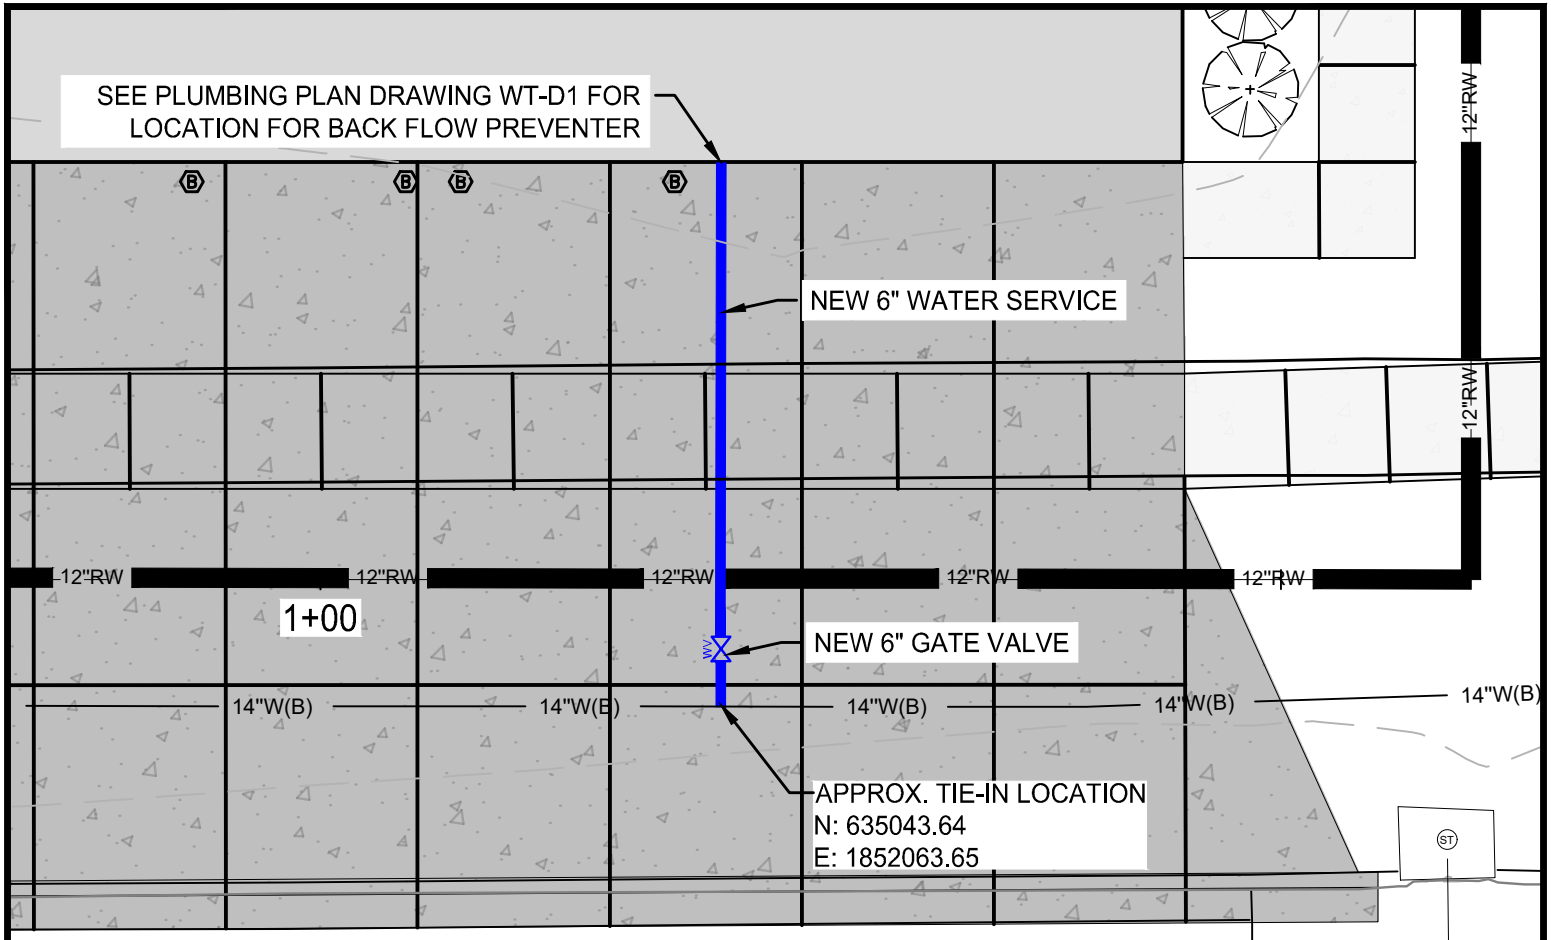 SEE PLUMBING PLAN DRAWING WT-D1 FOR
LOCATION FOR BACK FLOW PREVENTER
12"RW
B
B
B
B
NEW 6" WATER SERVICE
12"RW
12"RW
12"RW
12"RW
12"RW
12"RW
1+00
WV
NEW 6" GATE VALVE
14"W(B)
14"W(B)
14"W(B)
14"W(B)
14"W(B)
APPROX. TIE-IN LOCATION
N: 635043.64
E: 1852063.65
ST